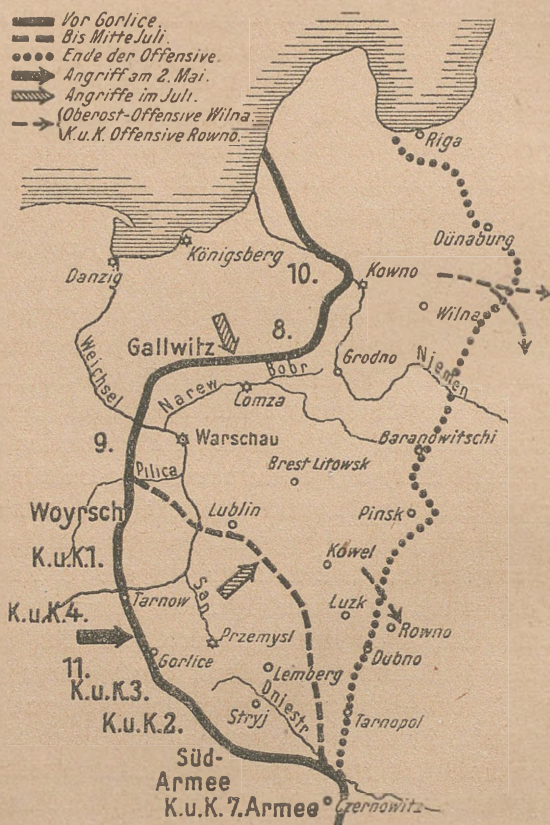 Vor Gorlice.
Bis Mitte Juli.
Ende der Offensive.
Angriff am 2. Mai.
Angriffe im Juli.
(Oberost-Offensive Wilna.
K.u.K. Offensive Rowno.
Riga
Dünaburg
Königsberg
Danzig
10.
Kowno
Wilna
8.
Gallwitz
Weichsel
Bobr
Grodno
Njemen
Narew
Lomza
9.
Warschau
Baranowitschi
Pilica
Brest Litowsk
Woyrsch
Lublin
Pinsk
K.u.K.1.
Kowel
San
K.u.K.4.
Tarnow
Luzk
Rowno
Przemysl
11.
Gorlice
Dubno
K.u.K.3.
Lemberg
K.u.K.2.
Stryj
Dniestr
Tarnopol
Süd-
Armee
K.u.K. 7. Armee
Czernowitz